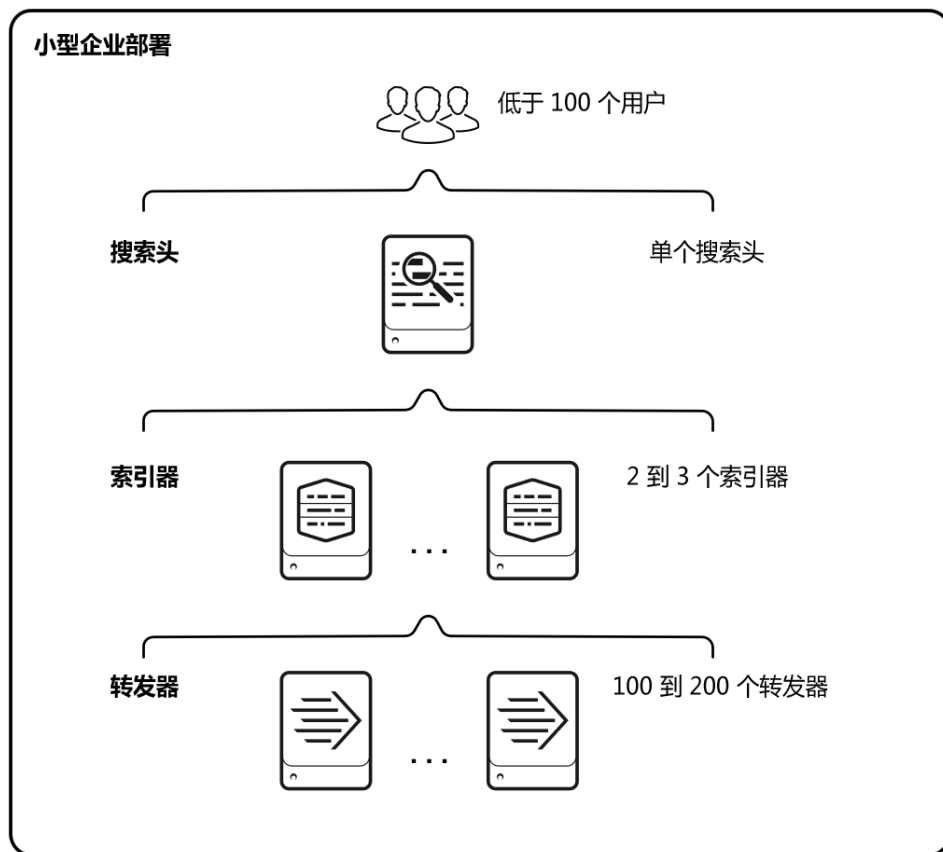 小型企业部署
低于 100 个用户
搜索头
单个搜索头
索引器
2 到 3 个索引器
...
转发器
100 到 200 个转发器
...